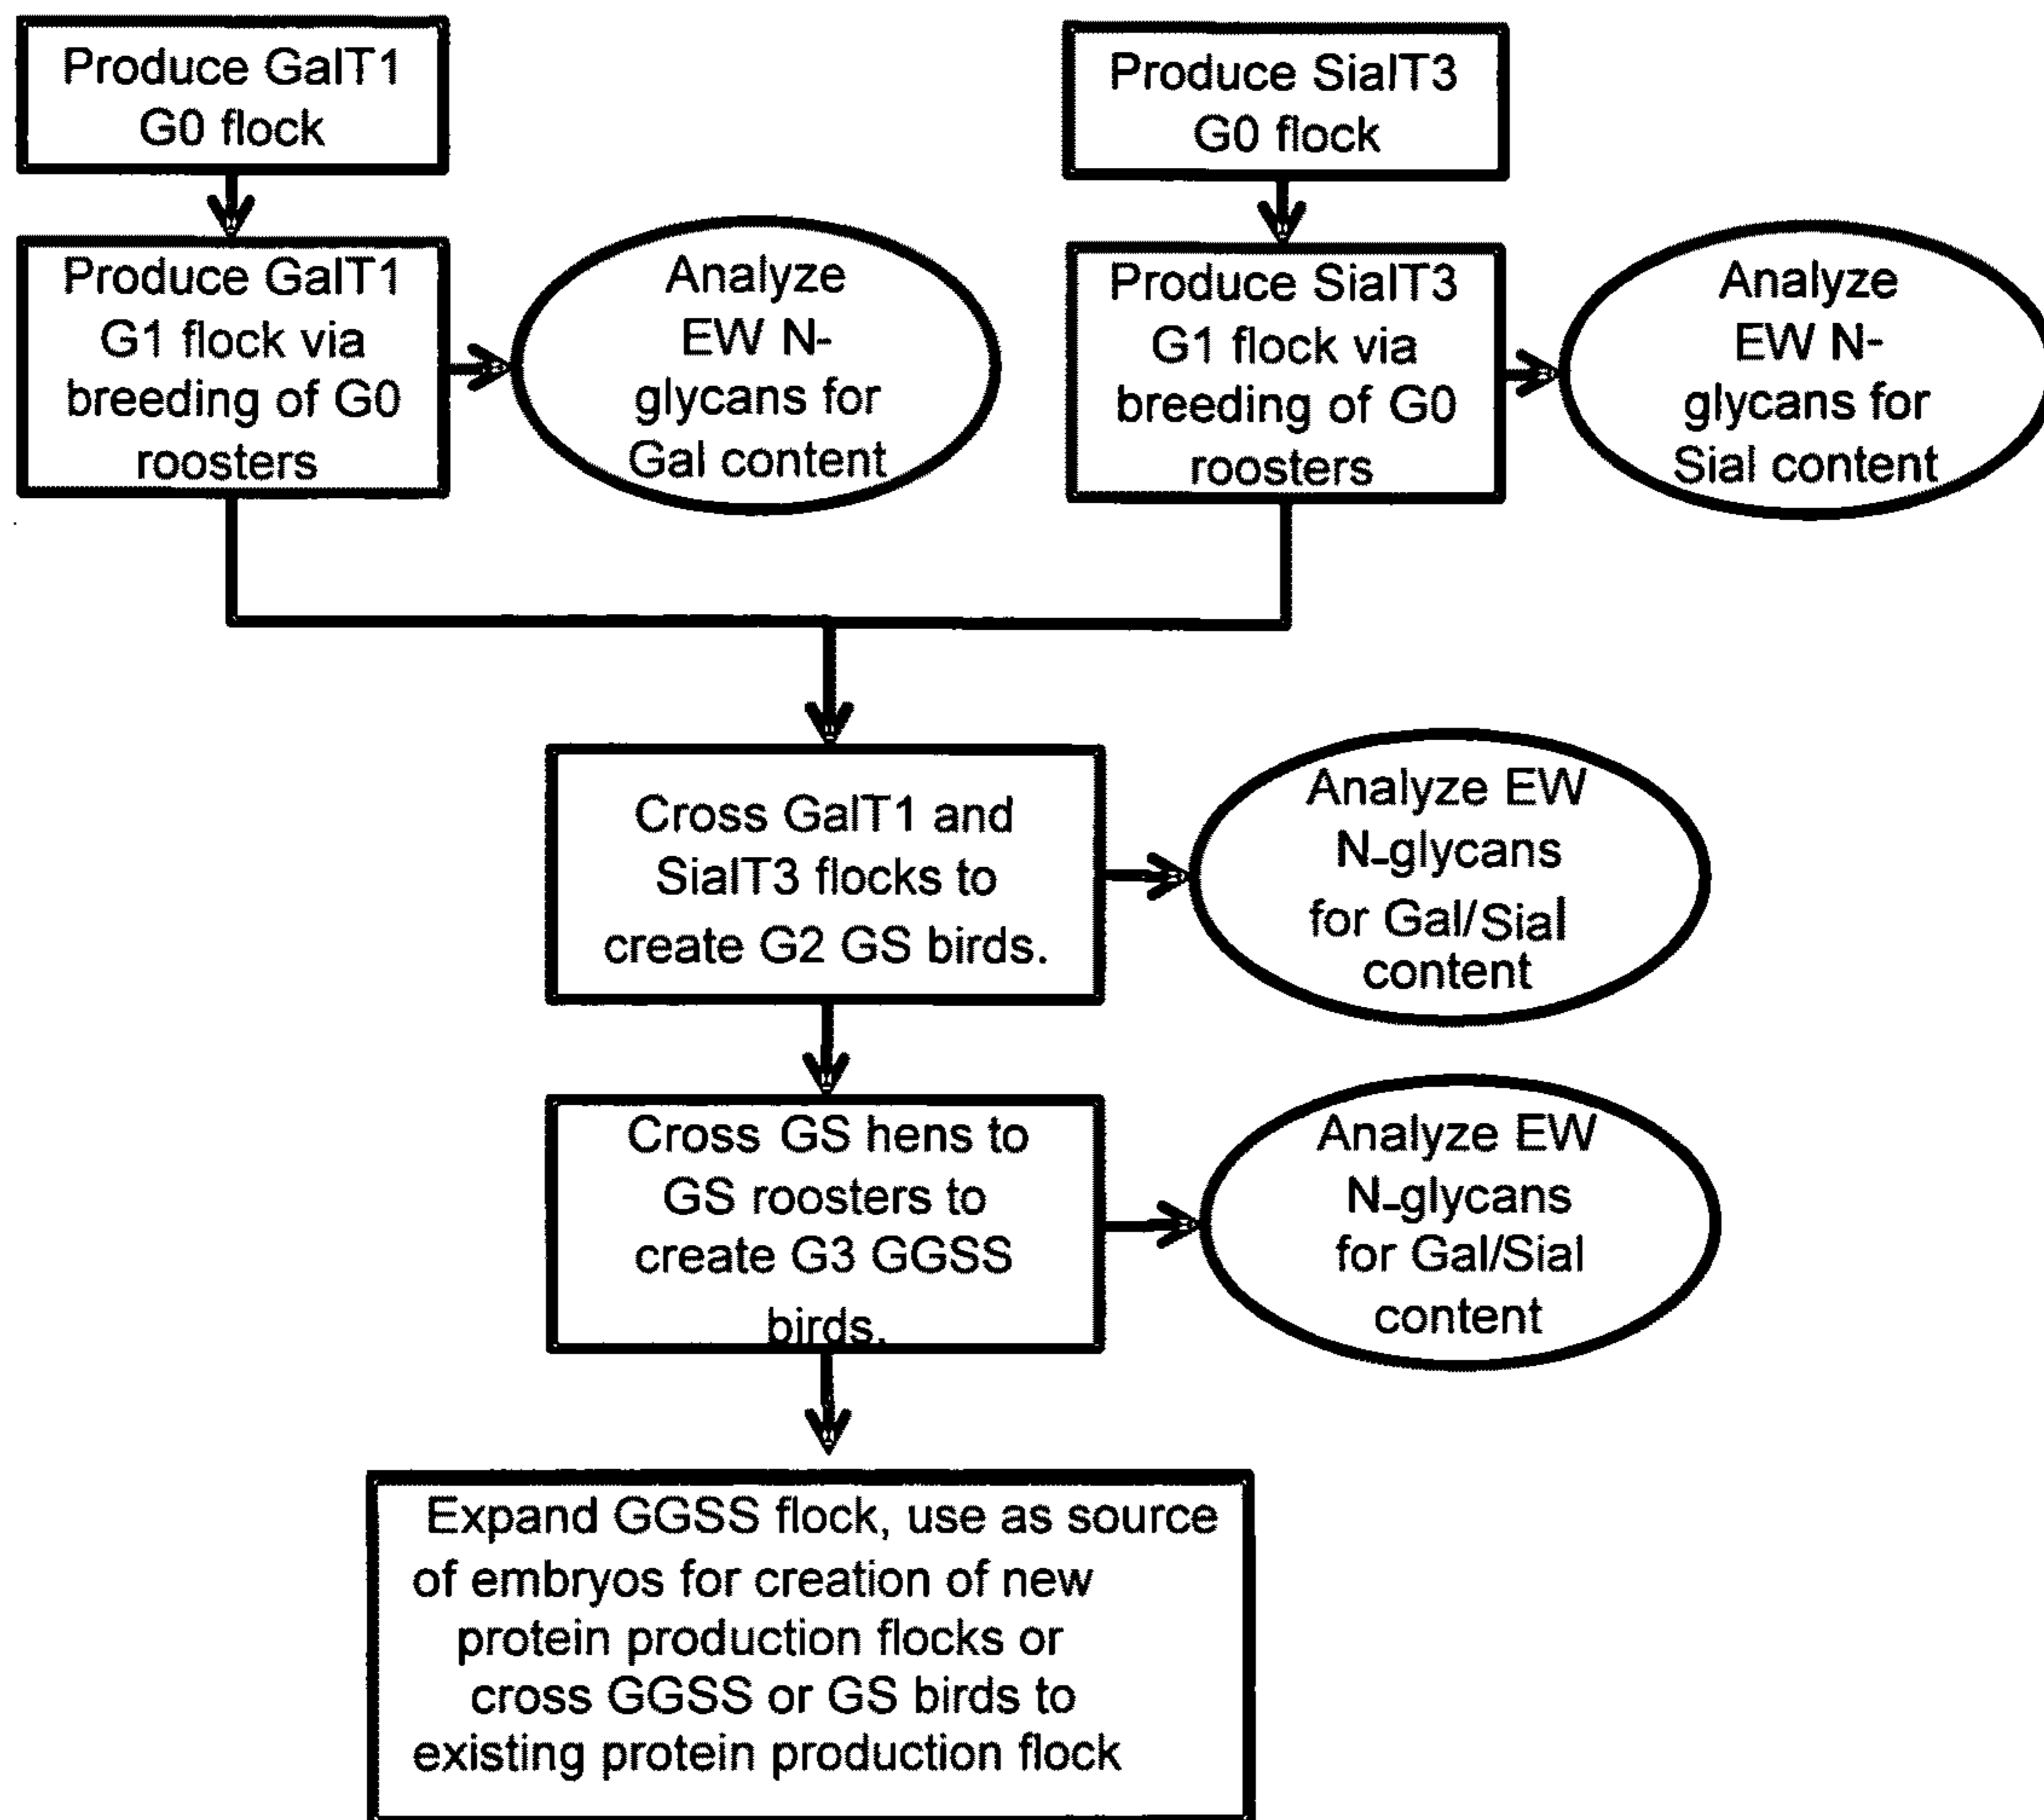 Produce GalT1
G0 flock
Produce SialT3
G0 flock
Produce GalT1
G1 flock via
breeding of G0
roosters
Analyze
EW N-
glycans for
Gal content
Produce SialT3
G1 flock via
breeding of G0
roosters
Analyze
EW N-
glycans for
Sial content
Cross GalT1 and
SialT3 flocks to
create G2 GS birds.
Analyze EW
N-glycans
for Gal/Sial
content
Cross GS hens to
GS roosters to
create G3 GGSS
birds.
Analyze EW
N-glycans
for Gal/Sial
content
Expand GGSS flock, use as source
of embryos for creation of new
protein production flocks or
cross GGSS or GS birds to
existing protein production flock